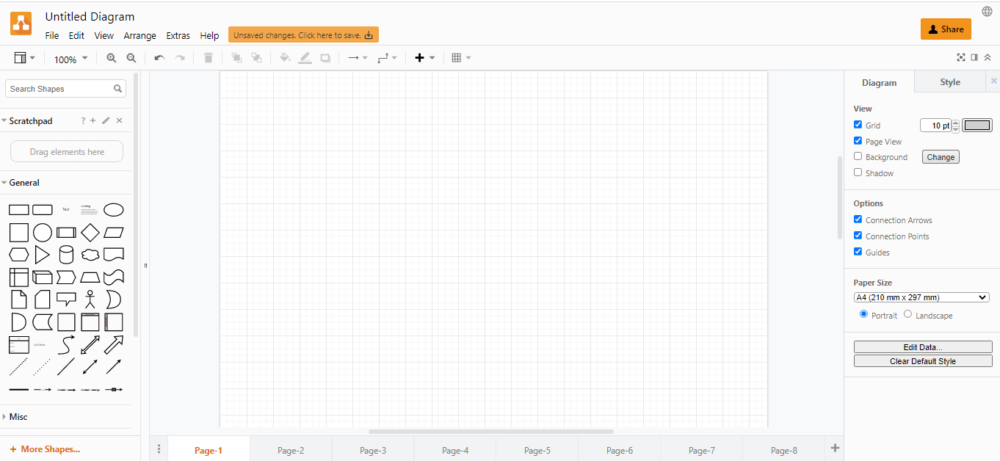 Untitled Diagram
File Edit View Arrange Extras Help Unsaved changes. Click here to save.
Share
100%
Search Shapes
Scratchpad ?
Drag elements here
General
Text
Misc
+ More Shapes...
Page-1 Page-2 Page-3 Page-4 Page-5 Page-6 Page-7 Page-8
Diagram Style
View
Grid 10 pt
Page View
Background Change
Shadow
Options
Connection Arrows
Connection Points
Guides
Paper Size
A4 (210 mm x 297 mm)
Portrait Landscape
Edit Data...
Clear Default Style